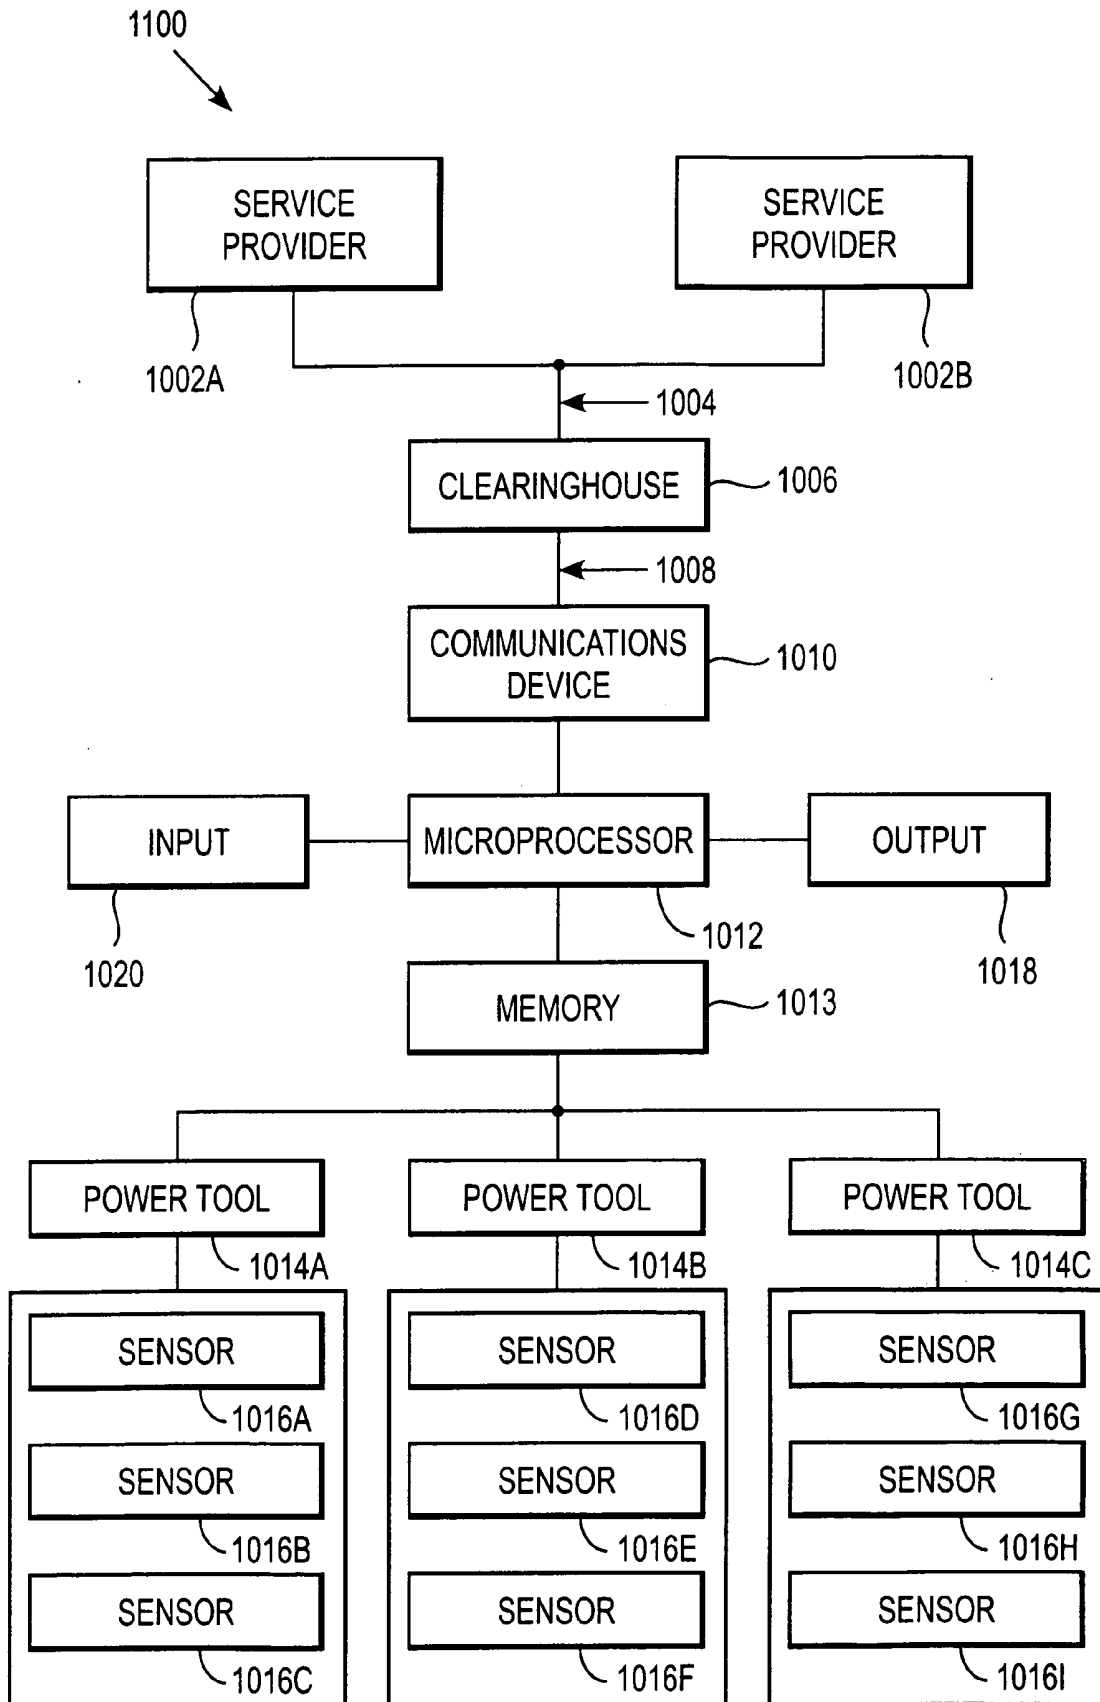 1100
SERVICE
PROVIDER
SERVICE
PROVIDER
1002A
1002B
1004
CLEARINGHOUSE
1006
1008
COMMUNICATIONS
DEVICE
1010
INPUT
MICROPROCESSOR
OUTPUT
1020
1012
1018
MEMORY
1013
POWER TOOL
POWER TOOL
POWER TOOL
1014A
1014B
1014C
SENSOR
SENSOR
SENSOR
1016A
1016D
1016G
SENSOR
SENSOR
SENSOR
1016B
1016E
1016H
SENSOR
SENSOR
SENSOR
1016C
1016F
1016I